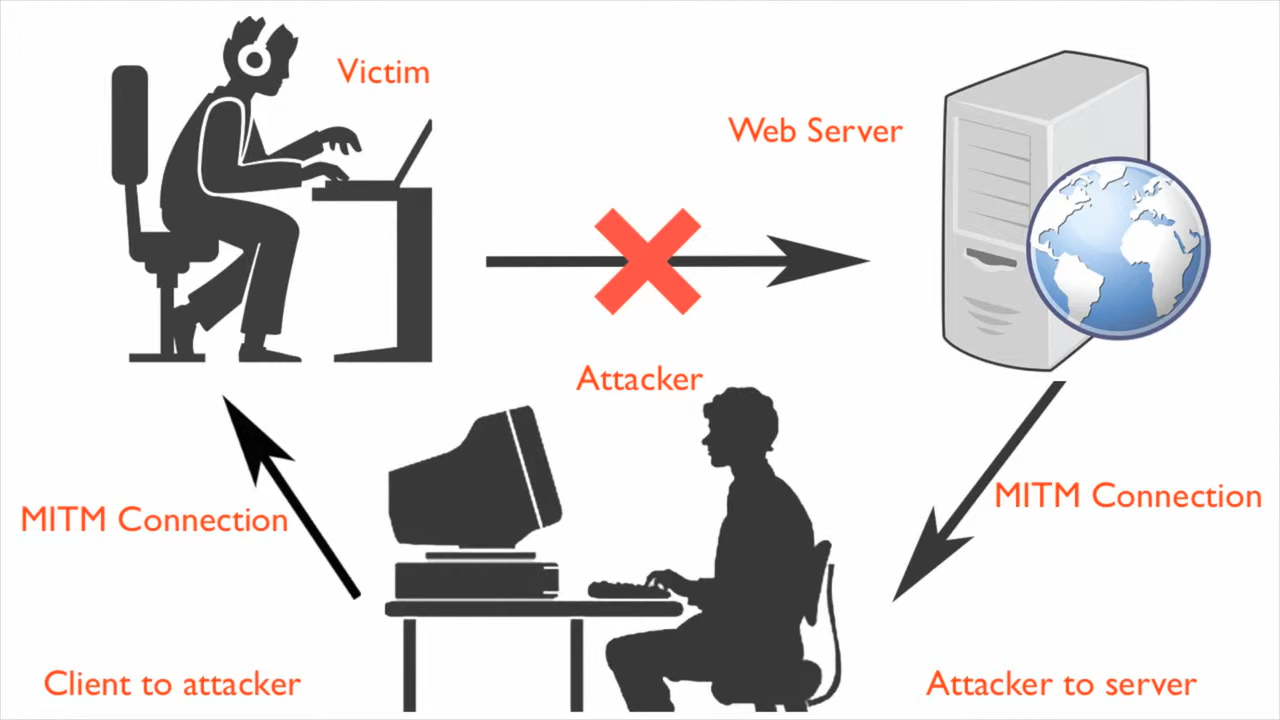 Victim
Web Server
Attacker
MITM Connection
MITM Connection
Client to attacker
Attacker to server